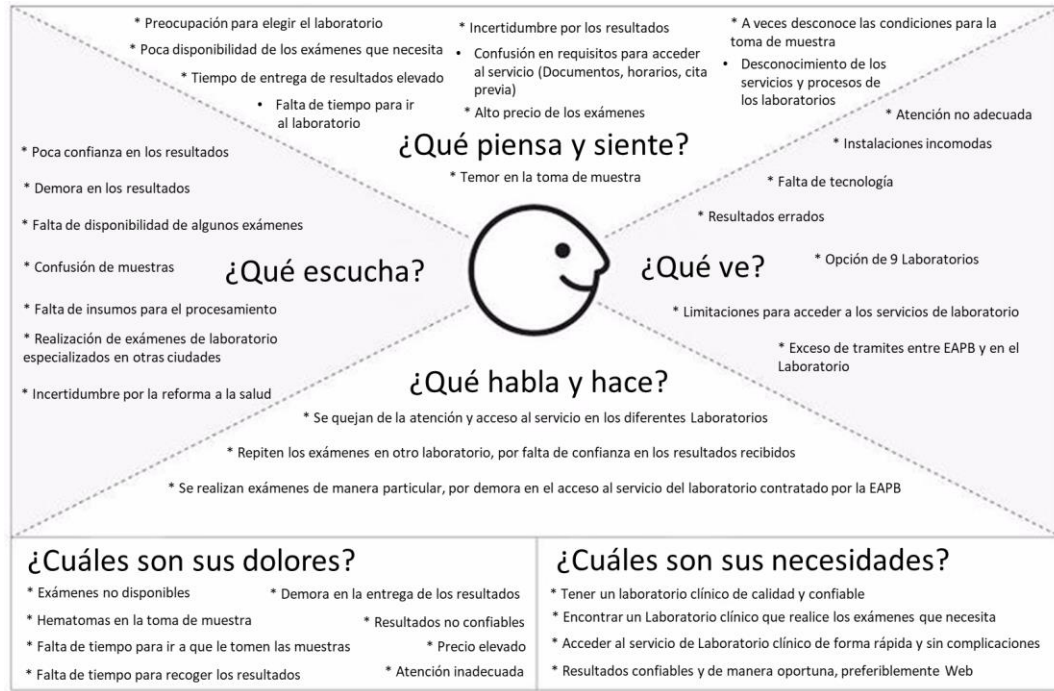 * Preocupación para elegir el laboratorio
* Poca disponibilidad de los exámenes que necesita
* Tiempo de entrega de resultados elevado
• Falta de tiempo para ir
al laboratorio
* Incertidumbre por los resultados
• Confusión en requisitos para acceder
al servicio (Documentos, horarios, cita
previa)
* Alto precio de los exámenes
* A veces desconoce las condiciones para la
toma de muestra
• Desconocimiento de los
servicios y procesos de
los laboratorios
¿Qué piensa y siente?
* Temor en la toma de muestra
* Poca confianza en los resultados
* Demora en los resultados
* Falta de disponibilidad de algunos exámenes
* Confusión de muestras
¿Qué escucha?
* Falta de insumos para el procesamiento
* Realización de exámenes de laboratorio
especializados en otras ciudades
* Incertidumbre por la reforma a la salud
* Atención no adecuada
* Instalaciones incomodas
* Falta de tecnología
* Resultados errados
¿Qué ve?
* Opción de 9 Laboratorios
* Limitaciones para acceder a los servicios de laboratorio
* Exceso de tramites entre EAPB y en el
Laboratorio
¿Qué habla y hace?
* Se quejan de la atención y acceso al servicio en los diferentes Laboratorios
* Repiten los exámenes en otro laboratorio, por falta de confianza en los resultados recibidos
* Se realizan exámenes de manera particular, por demora en el acceso al servicio del laboratorio contratado por la EAPB
¿Cuáles son sus dolores?
* Exámenes no disponibles
* Hematomas en la toma de muestra
* Falta de tiempo para ir a que le tomen las muestras
* Falta de tiempo para recoger los resultados
* Demora en la entrega de los resultados
* Resultados no confiables
* Precio elevado
* Atención inadecuada
¿Cuáles son sus necesidades?
* Tener un laboratorio clínico de calidad y confiable
* Encontrar un Laboratorio clínico que realice los exámenes que necesita
* Acceder al servicio de Laboratorio clínico de forma rápida y sin complicaciones
* Resultados confiables y de manera oportuna, preferiblemente Web